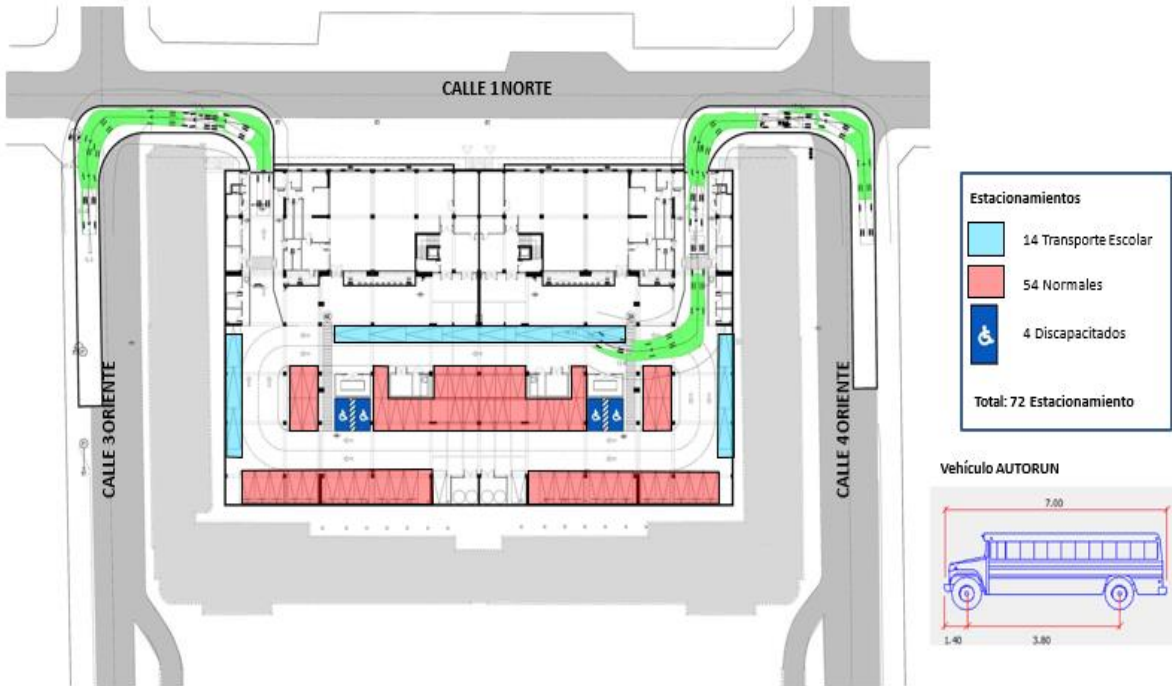 CALLE 1 NORTE
CALLE 3 ORIENTE
CALLE 4 ORIENTE
Estacionamientos
14 Transporte Escolar
54 Normales
4 Discapacitados
Total: 72 Estacionamiento
Vehículo AUTORUN
7.00
1.40
3.80